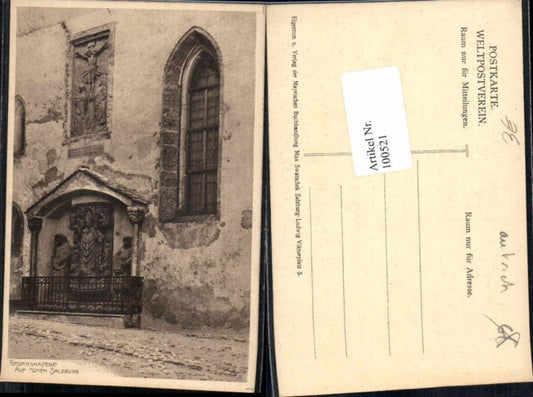 GEORGSKAPELLE
AUF HOHEN SALZBURG.
Eigentum u. Verlag der Mayrischen Buchhandlung Max Swatschek Salzburg-Ludwig Viktorplatz 5.
Artikel Nr.
100521
POSTKARTE.
WELTPOSTVEREIN.
Raum nur für Mitteilungen.
Raum nur für Adresse.